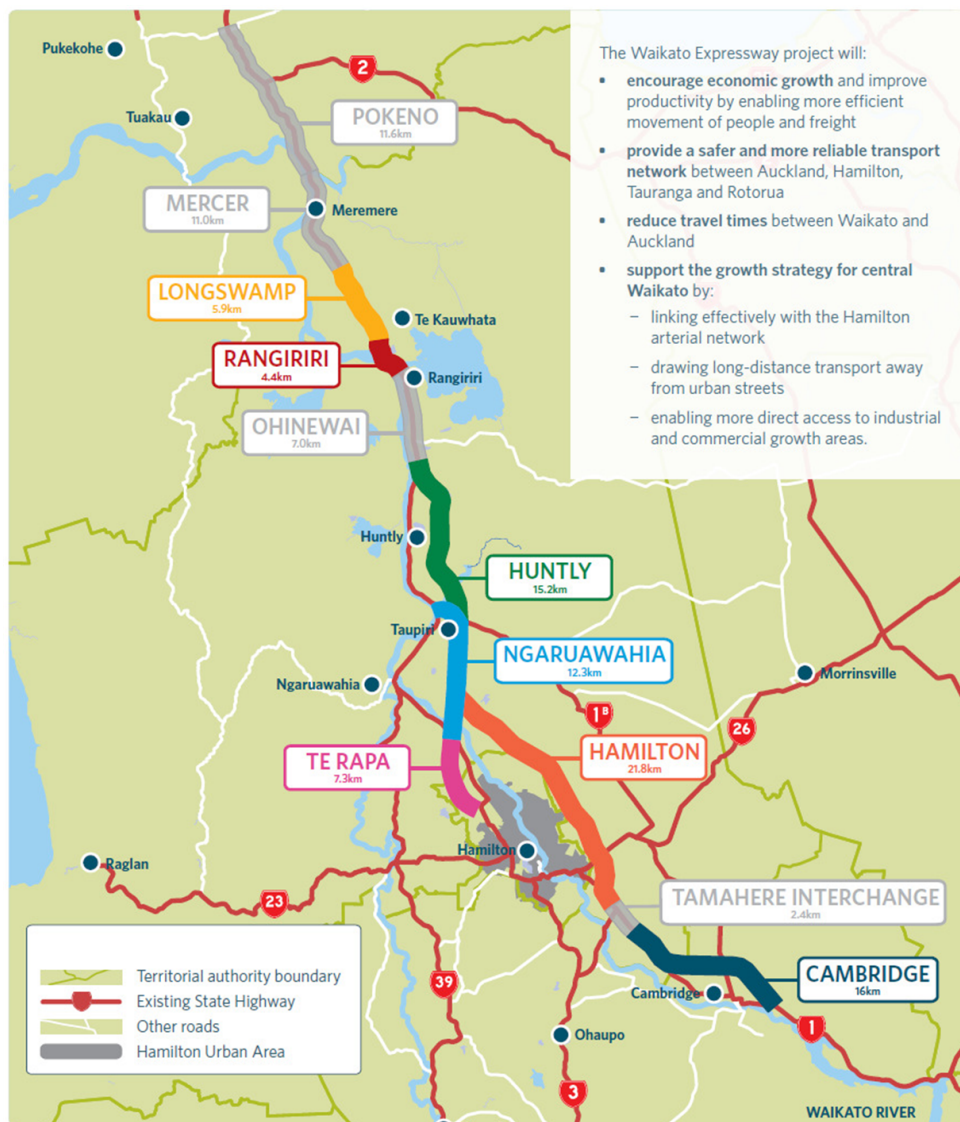 Pukekohe
2
POKENO
11.6km
Tuakau
MERCER
11.0km
Meremere
LONGSWAMP
5.9km
Te Kauwhata
RANGIRIRI
4.4km
Rangiriri
OHINEWAI
7.0km
Huntly
HUNTLY
15.2km
Taupiri
NGARUAWAHIA
12.3km
Ngaruawahia
Morrinsville
1B
26
HAMILTON
21.8km
TE RAPA
7.3km
Hamilton
Raglan
23
TAMAHERE INTERCHANGE
2.4km
39
CAMBRIDGE
16km
Cambridge
1
Ohaupo
3
WAIKATO RIVER
The Waikato Expressway project will:
• encourage economic growth and improve
productivity by enabling more efficient
movement of people and freight
• provide a safer and more reliable transport
network between Auckland, Hamilton,
Tauranga and Rotorua
• reduce travel times between Waikato and
Auckland
• support the growth strategy for central
Waikato by:
– linking effectively with the Hamilton
arterial network
– drawing long-distance transport away
from urban streets
– enabling more direct access to industrial
and commercial growth areas.
Territorial authority boundary
Existing State Highway
Other roads
Hamilton Urban Area